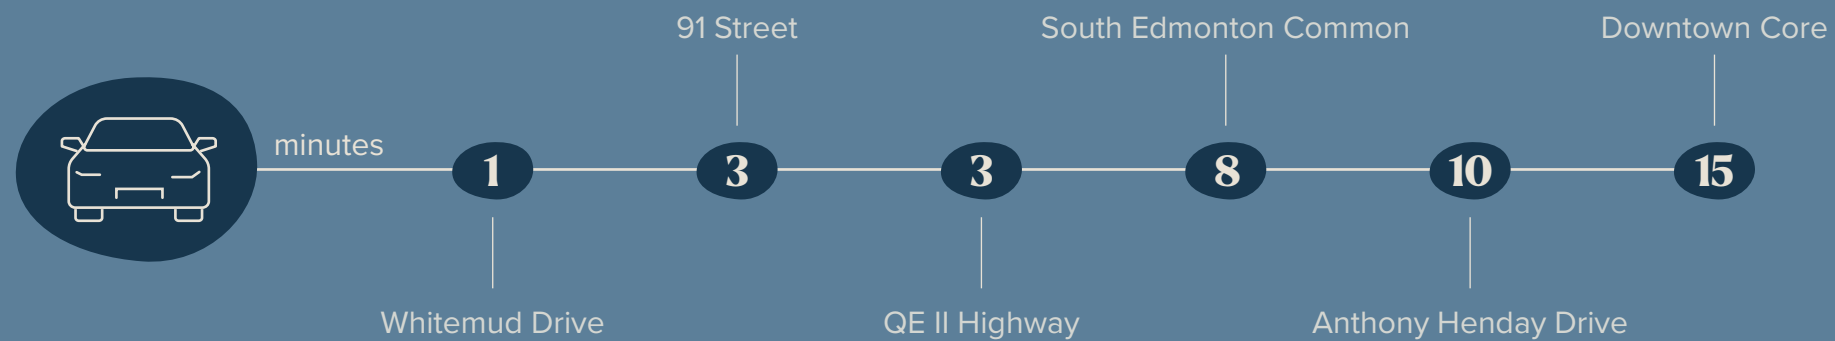 91 Street
South Edmonton Common
Downtown Core
minutes
1
3
3
8
10
15
Whitemud Drive
QE II Highway
Anthony Henday Drive